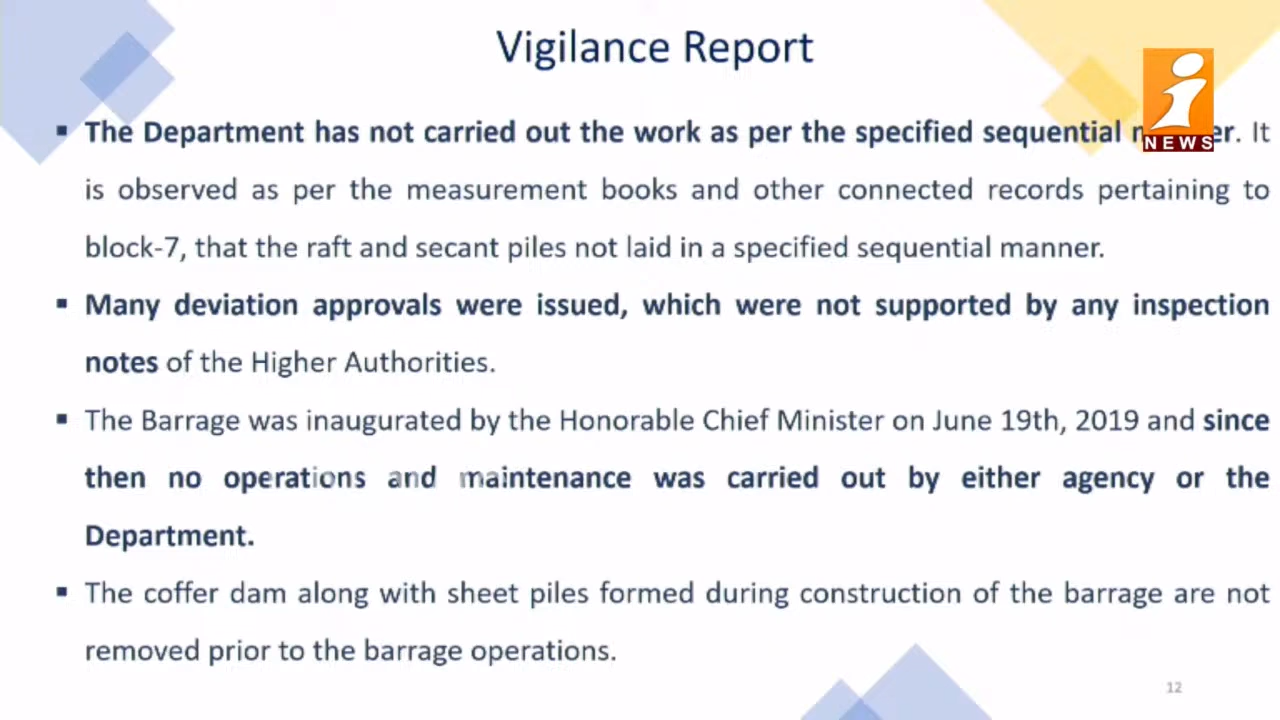 Vigilance Report
NEWS
▪ The Department has not carried out the work as per the specified sequential er. It
is observed as per the measurement books and other connected records pertaining to
block-7, that the raft and secant piles not laid in a specified sequential manner.
▪ Many deviation approvals were issued, which were not supported by any inspection
notes of the Higher Authorities.
▪ The Barrage was inaugurated by the Honorable Chief Minister on June 19th, 2019 and since
then no operations and maintenance was carried out by either agency or the
Department.
▪ The coffer dam along with sheet piles formed during construction of the barrage are not
removed prior to the barrage operations.
12